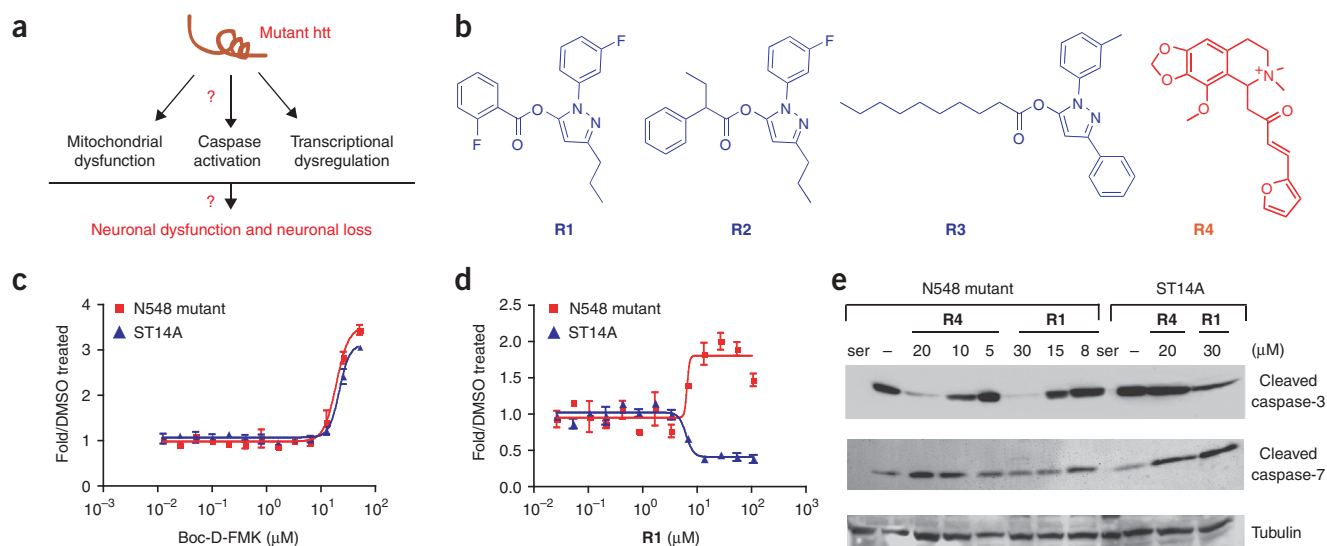 a
Mutant htt
?
Mitochondrial dysfunction
Caspase activation
Transcriptional dysregulation
?
Neuronal dysfunction and neuronal loss
b
F
F
O
O
N
N
R1
F
O
O
N
N
R2
O
O
N
N
R3
O
O
O
N+
O
O
R4
c
N548 mutant
ST14A
Fold/DMSO treated
4
3
2
1
0
10−3 10−2 10−1 100 101 102
Boc-D-FMK (μM)
d
N548 mutant
ST14A
Fold/DMSO treated
2.5
2.0
1.5
1.0
0.5
0.0
10−2 10−1 100 101 102 103
R1 (μM)
e
N548 mutant ST14A
R4 R1 R4 R1
ser – 20 10 5 30 15 8 ser – 20 30 (μM)
Cleaved caspase-3
Cleaved caspase-7
Tubulin